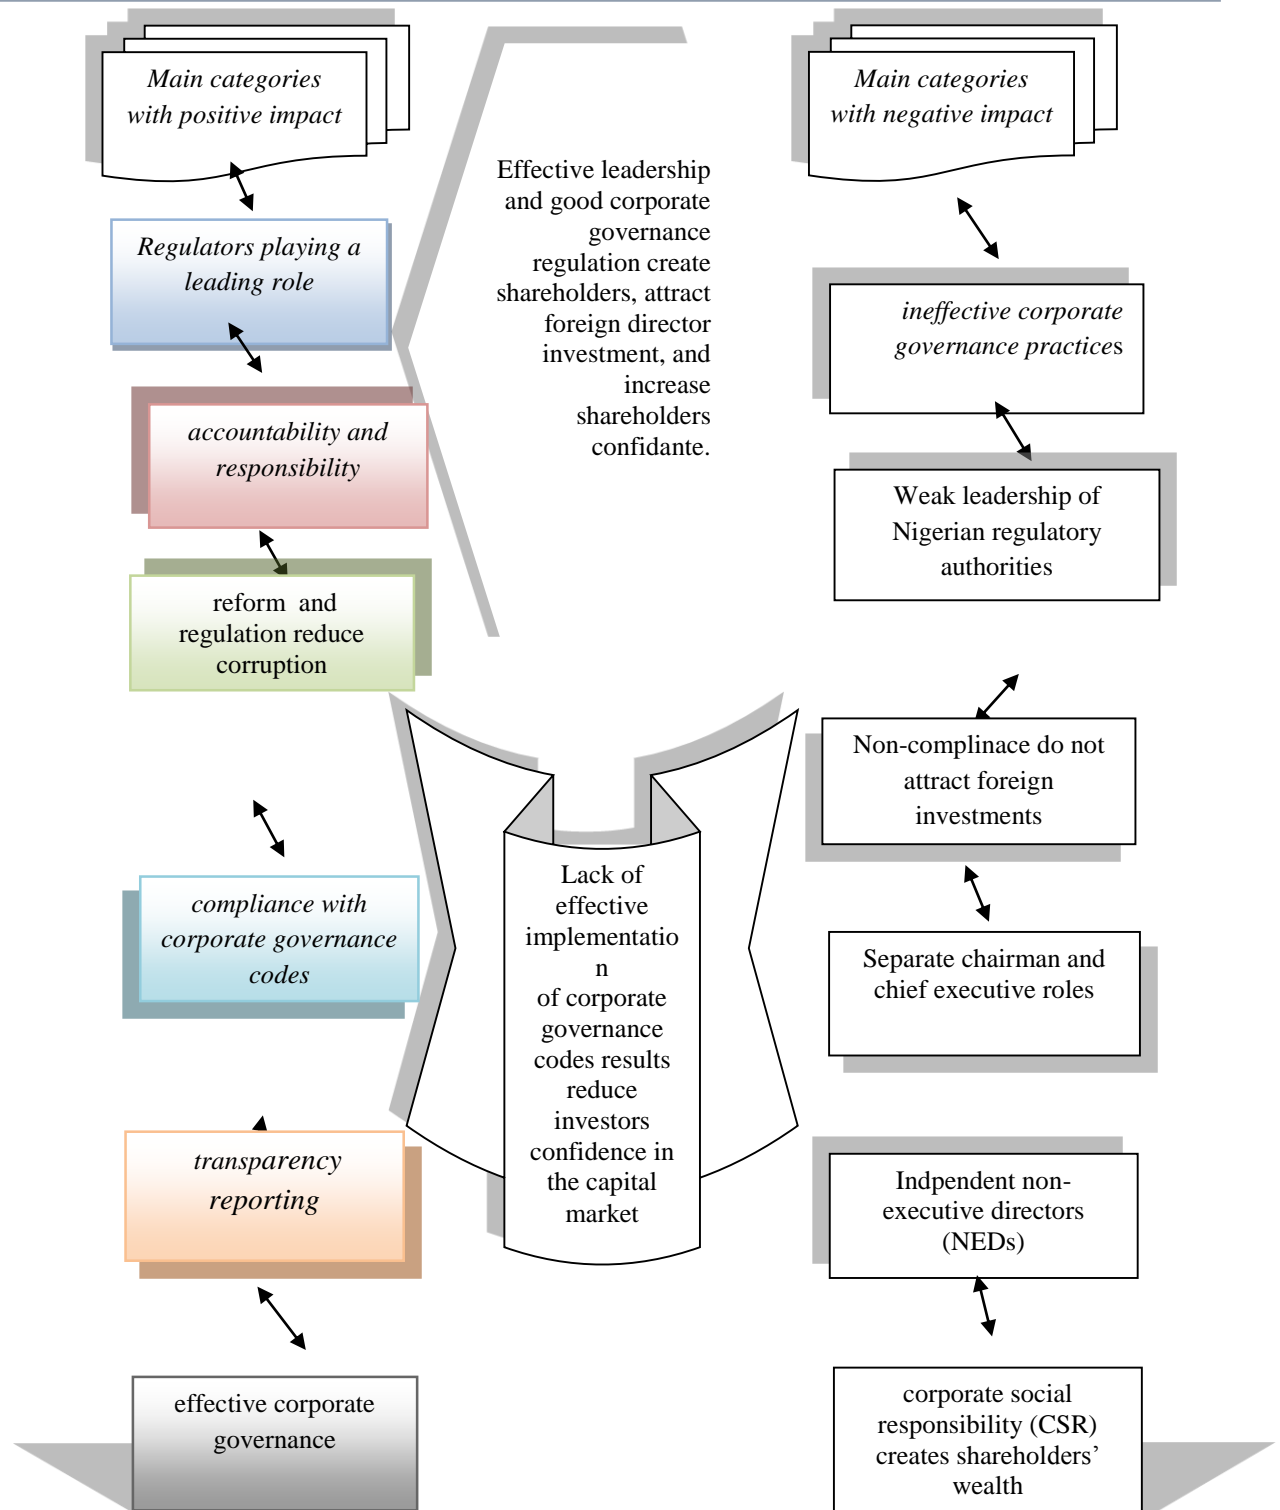 Main categories
with positive impact
Regulators playing a
leading role
accountability and
responsibility
reform and
regulation reduce
corruption
compliance with
corporate governance
codes
transparency
reporting
effective corporate
governance
Effective leadership
and good corporate
governance
regulation create
shareholders, attract
foreign director
investment, and
increase
shareholders
confidante.
Lack of
effective
implementatio
n
of corporate
governance
codes results
reduce
investors
confidence in
the capital
market
Main categories
with negative impact
ineffective corporate
governance practices
Weak leadership of
Nigerian regulatory
authorities
Non-complinace do not
attract foreign
investments
Separate chairman and
chief executive roles
Indpendent non-
executive directors
(NEDs)
corporate social
responsibility (CSR)
creates shareholders’
wealth